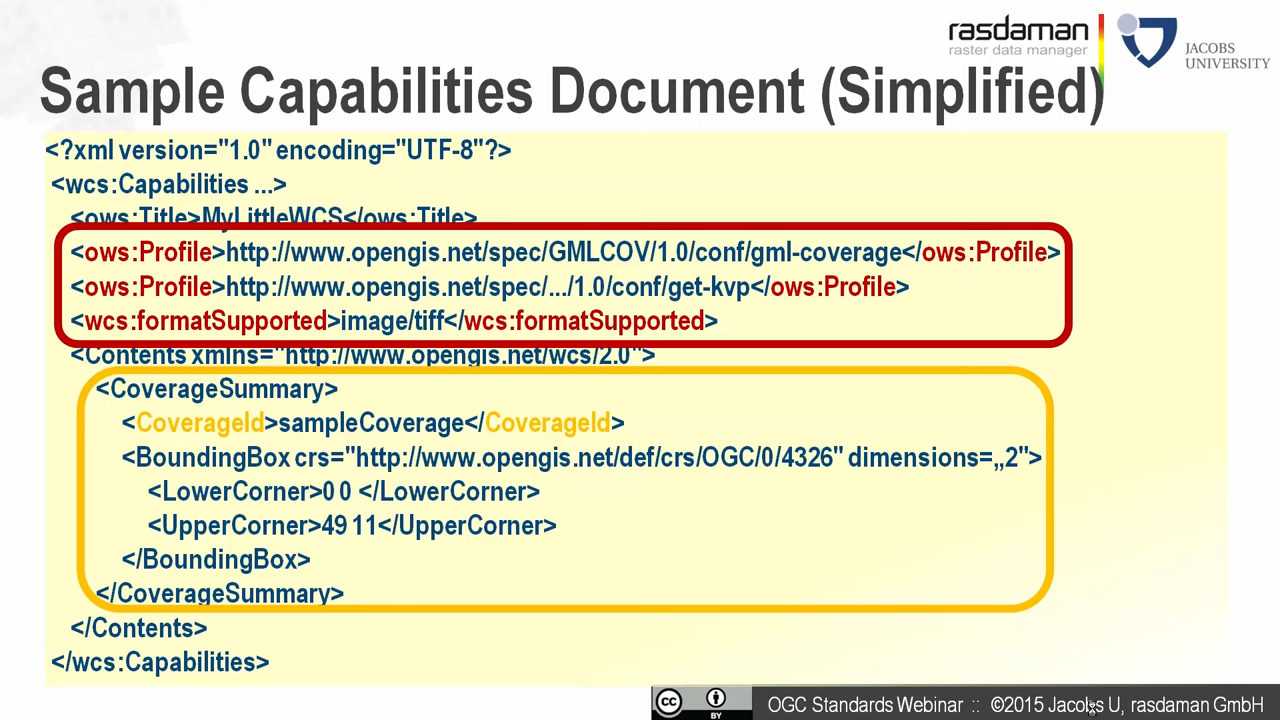 rasdaman
raster data manager
JACOBS
UNIVERSITY
Sample Capabilities Document (Simplified)
<?xml version="1.0" encoding="UTF-8"?>
<wcs:Capabilities ...>
<ows:Title>MyLittleWCS</ows:Title>
<ows:Profile>http://www.opengis.net/spec/GMLCOV/1.0/conf/gml-coverage</ows:Profile>
<ows:Profile>http://www.opengis.net/spec/.../1.0/conf/get-kvp</ows:Profile>
<wcs:formatSupported>image/tiff</wcs:formatSupported>
<Contents xmlns="http://www.opengis.net/wcs/2.0">
<CoverageSummary>
<CoverageId>sampleCoverage</CoverageId>
<BoundingBox crs="http://www.opengis.net/def/crs/OGC/0/4326" dimensions=„2">
<LowerCorner>0 0 </LowerCorner>
<UpperCorner>49 11</UpperCorner>
</BoundingBox>
</CoverageSummary>
</Contents>
</wcs:Capabilities>
cc BY OGC Standards Webinar :: ©2015 Jacobs U, rasdaman GmbH